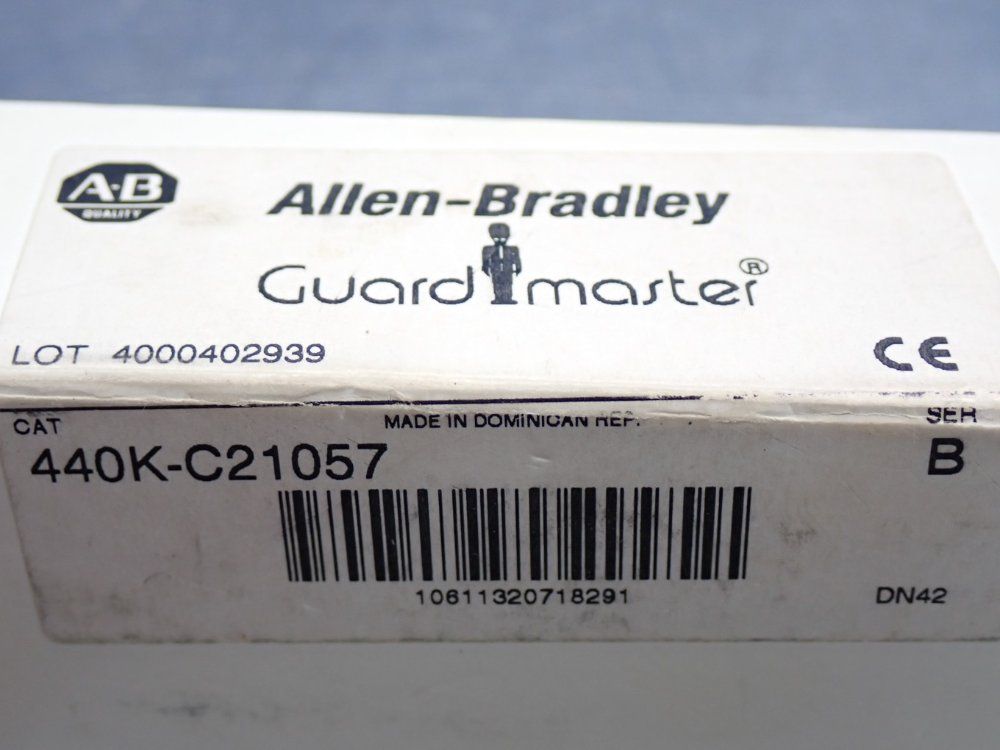 A-B
QUALITY
Allen-Bradley
Guardmaster®
LOT 4000402939
CE
CAT
MADE IN DOMINICAN REP.
SER
440K-C21057
B
10611320718291
DN42